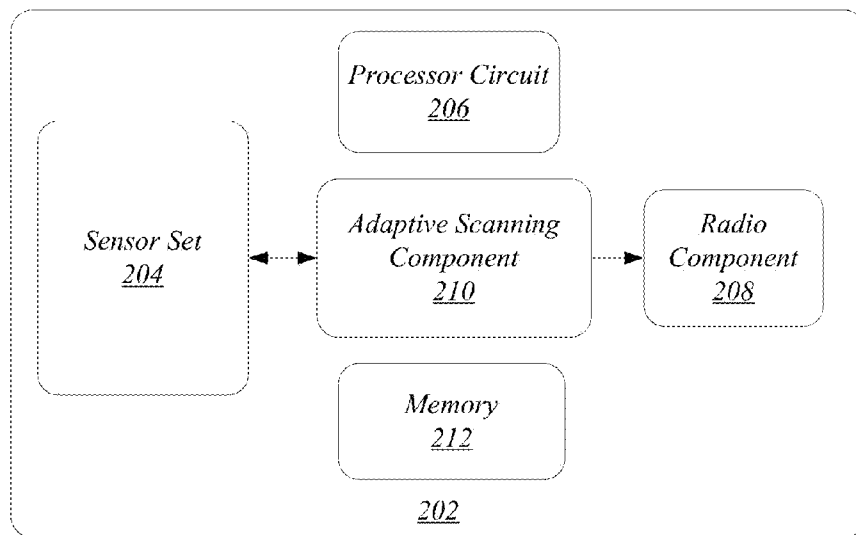 Processor Circuit
206
Sensor Set
204
Adaptive Scanning
Component
210
Radio
Component
208
Memory
212
202